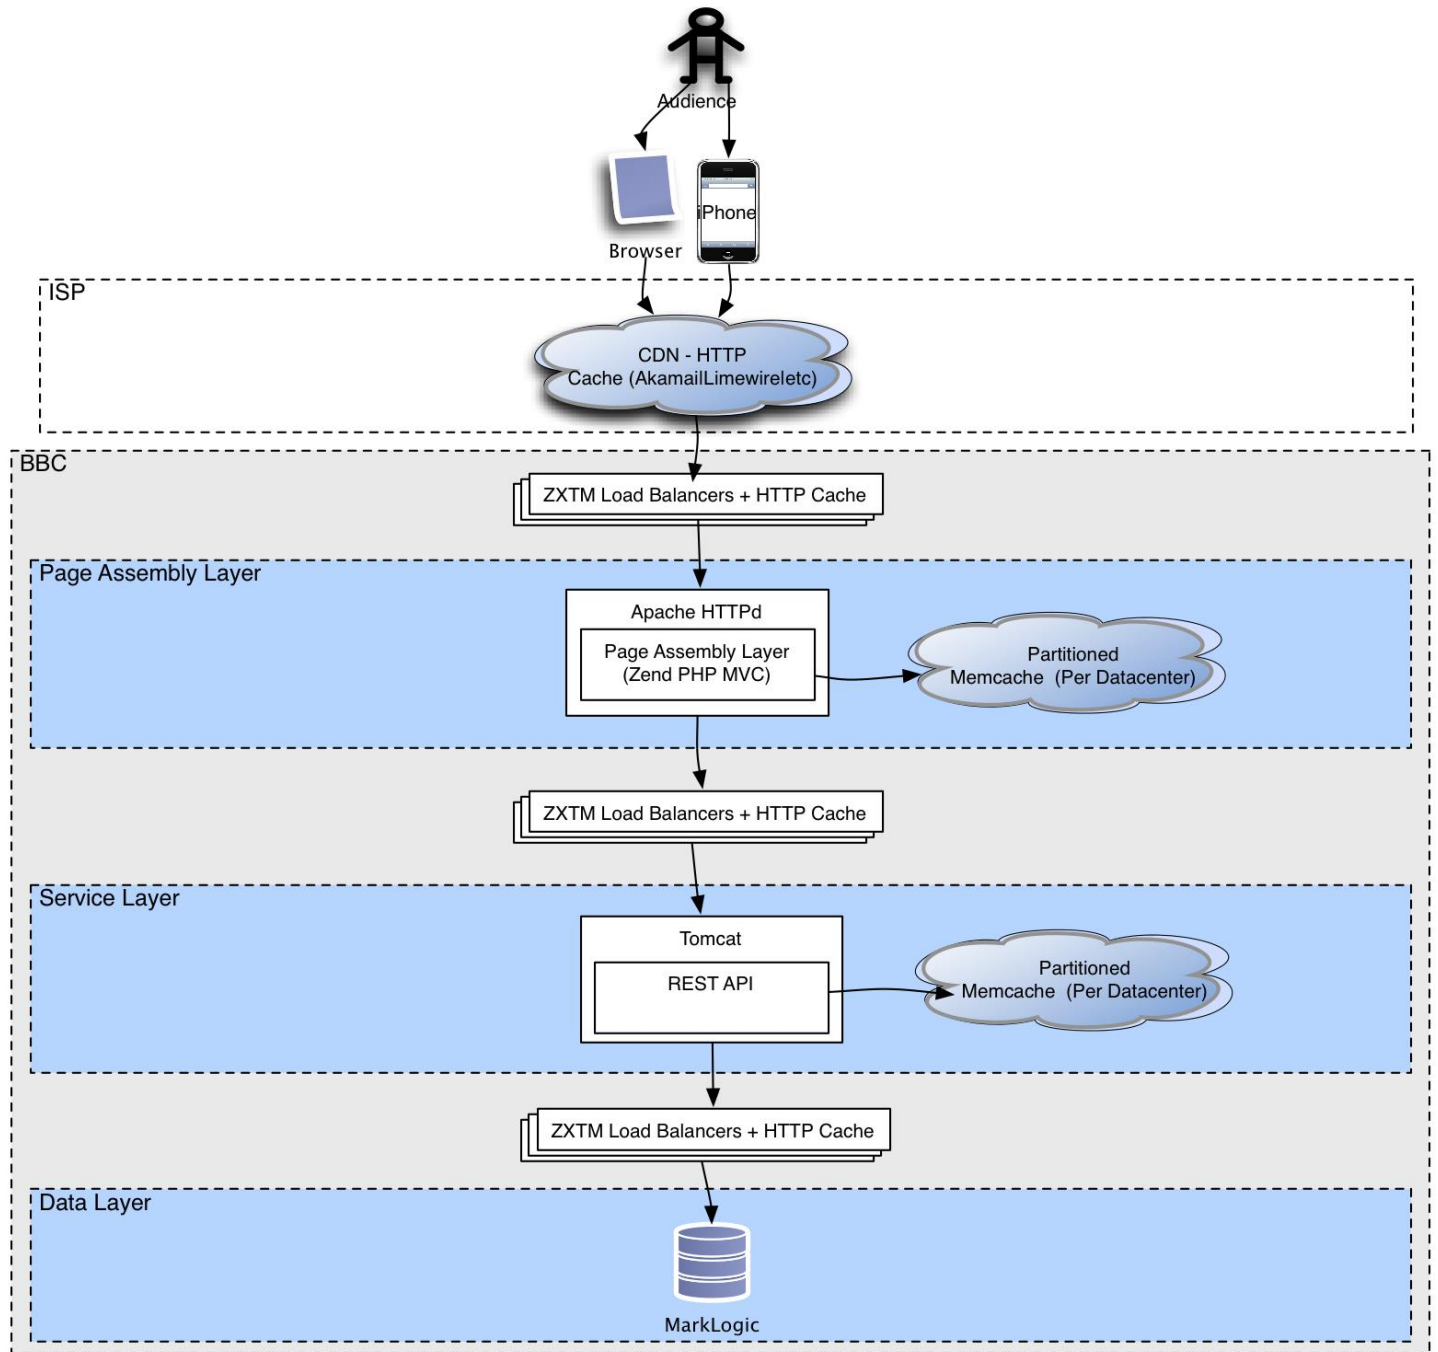 Audience
iPhone
Browser
ISP
CDN - HTTP
Cache (AkamailLimewireletc)
BBC
ZXTM Load Balancers + HTTP Cache
Page Assembly Layer
Apache HTTPd
Page Assembly Layer
(Zend PHP MVC)
Partitioned
Memcache (Per Datacenter)
ZXTM Load Balancers + HTTP Cache
Service Layer
Tomcat
REST API
Partitioned
Memcache (Per Datacenter)
ZXTM Load Balancers + HTTP Cache
Data Layer
MarkLogic